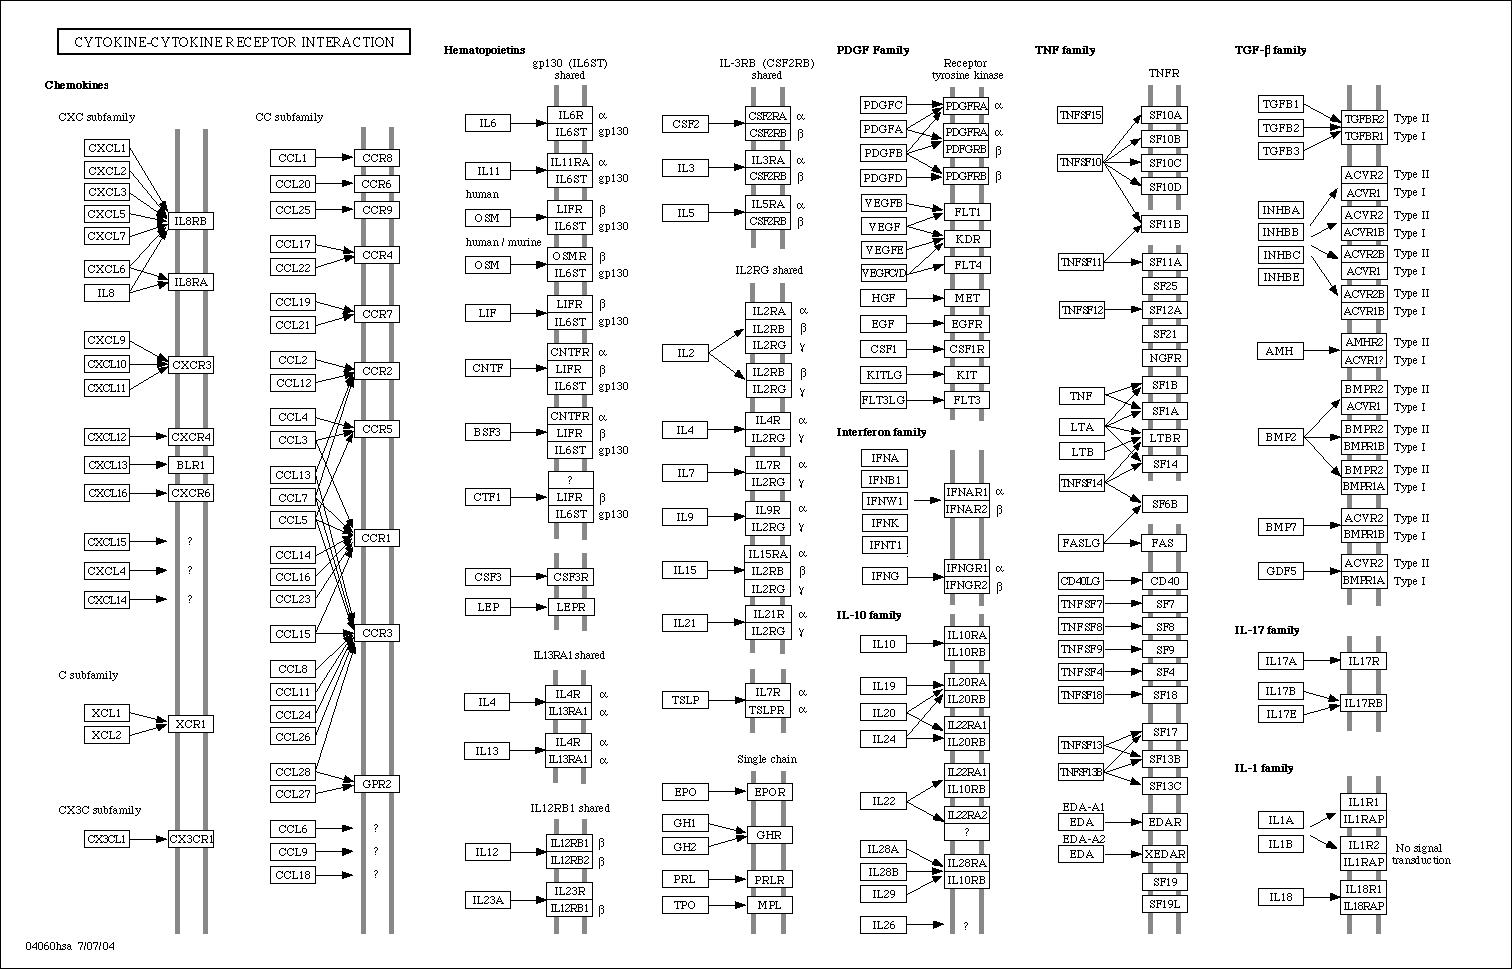 CYTOKINE-CYTOKINE RECEPTOR INTERACTION
Chemokines
CXC subfamily
CXCL1
CXCL2
CXCL3
CXCL5
CXCL7
IL8RB
CXCL6
IL8
IL8RA
CXCL9
CXCL10
CXCL11
CXCR3
CXCL12
CXCR4
CXCL13
BLR1
CXCL16
CXCR6
CXCL15
?
CXCL4
?
CXCL14
?
C subfamily
XCL1
XCL2
XCR1
CX3C subfamily
CX3CL1
CX3CR1
CC subfamily
CCL1
CCR8
CCL20
CCR6
CCL25
CCR9
CCL17
CCL22
CCR4
CCL19
CCL21
CCR7
CCL2
CCL12
CCR2
CCL4
CCL3
CCR5
CCL13
CCL7
CCL5
CCR1
CCL14
CCL16
CCL23
CCL15
CCR3
CCL8
CCL11
CCL24
CCL26
CCL28
CCL27
GPR2
CCL6
?
CCL9
?
CCL18
?
Hematopoietins
gp130 (IL6ST)
shared
IL6
IL6R α
IL6ST gp130
IL11
IL11RA α
IL6ST gp130
human
OSM
LIFR β
IL6ST gp130
human / murine
OSM
OSMR β
IL6ST gp130
LIF
LIFR β
IL6ST gp130
CNTF
CNTFR α
LIFR β
IL6ST gp130
BSF3
CNTFR α
LIFR β
IL6ST gp130
CTF1
?
LIFR β
IL6ST gp130
CSF3
CSF3R
LEP
LEPR
IL13RA1 shared
IL4
IL4R α
IL13RA1 α
IL13
IL4R α
IL13RA1 α
IL12RB1 shared
IL12
IL12RB1 β
IL12RB2 β
IL23A
IL23R
IL12RB1 β
IL-3RB (CSF2RB)
shared
CSF2
CSF2RA α
CSF2RB β
IL3
IL3RA α
CSF2RB β
IL5
IL5RA α
CSF2RB β
IL2RG shared
IL2
IL2RA α
IL2RB β
IL2RG γ
IL2RB β
IL2RG γ
IL4
IL4R α
IL2RG γ
IL7
IL7R α
IL2RG γ
IL9
IL9R α
IL2RG γ
IL15
IL15RA α
IL2RB β
IL2RG γ
IL21
IL21R α
IL2RG γ
TSLP
IL7R α
TSLPR α
Single chain
EPO
EPOR
GH1
GH2
GHR
PRL
PRLR
TPO
MPL
PDGF Family
Receptor
tyrosine kinase
PDGFC
PDGFRA α
PDGFA
PDGFB
PDGFRA α
PDFGRB β
PDGFD
PDGFRB β
VEGFB
FLT1
VEGF
KDR
VEGFE
VEGFC/D
FLT4
HGF
MET
EGF
EGFR
CSF1
CSF1R
KITLG
KIT
FLT3LG
FLT3
Interferon family
IFNA
IFNB1
IFNW1
IFNK
IFNT1
IFNAR1 α
IFNAR2 β
IFNG
IFNGR1 α
IFNGR2 β
IL-10 family
IL10
IL10RA
IL10RB
IL19
IL20RA
IL20RB
IL20
IL24
IL22RA1
IL20RB
IL22
IL22RA1
IL10RB
IL22RA2
?
IL28A
IL28B
IL29
IL28RA
IL10RB
IL26
?
TNF family
TNFR
TNFSF15
SF10A
SF10B
TNFSF10
SF10C
SF10D
SF11B
TNFSF11
SF11A
SF25
TNFSF12
SF12A
SF21
NGFR
TNF
SF1B
SF1A
LTA
LTBR
LTB
SF14
TNFSF14
SF6B
FASLG
FAS
CD40LG
CD40
TNFSF7
SF7
TNFSF8
SF8
TNFSF9
SF9
TNFSF4
SF4
TNFSF18
SF18
SF17
TNFSF13
SF13B
TNFSF13B
SF13C
EDA-A1
EDA
EDAR
EDA-A2
EDA
XEDAR
SF19
SF19L
TGF-β family
TGFB1
TGFB2
TGFB3
TGFBR2 Type II
TGFBR1 Type I
INHBA
INHBB
INHBC
INHBE
ACVR2 Type II
ACVR1 Type I
ACVR2 Type II
ACVR1B Type I
ACVR2B Type II
ACVR1 Type I
ACVR2B Type II
ACVR1B Type I
AMH
AMHR2 Type II
ACVR1? Type I
BMP2
BMPR2 Type II
ACVR1 Type I
BMPR2 Type II
BMPR1B Type I
BMPR2 Type II
BMPR1A Type I
BMP7
ACVR2 Type II
BMPR1B Type I
GDF5
ACVR2 Type II
BMPR1A Type I
IL-17 family
IL17A
IL17R
IL17B
IL17E
IL17RB
IL-1 family
IL1A
IL1B
IL1R1
IL1RAP
IL1R2
IL1RAP
No signal
transduction
IL18
IL18R1
IL18RAP
04060hsa 7/07/04